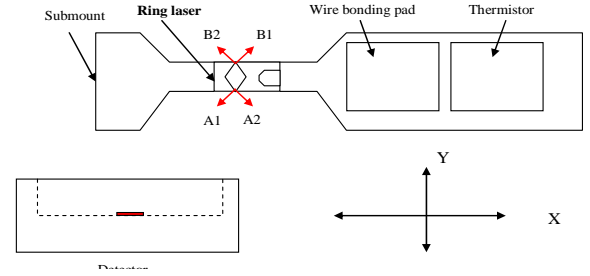 Submount
Ring laser
Wire bonding pad
Thermistor
B2
B1
A1
A2
Y
X
Detector